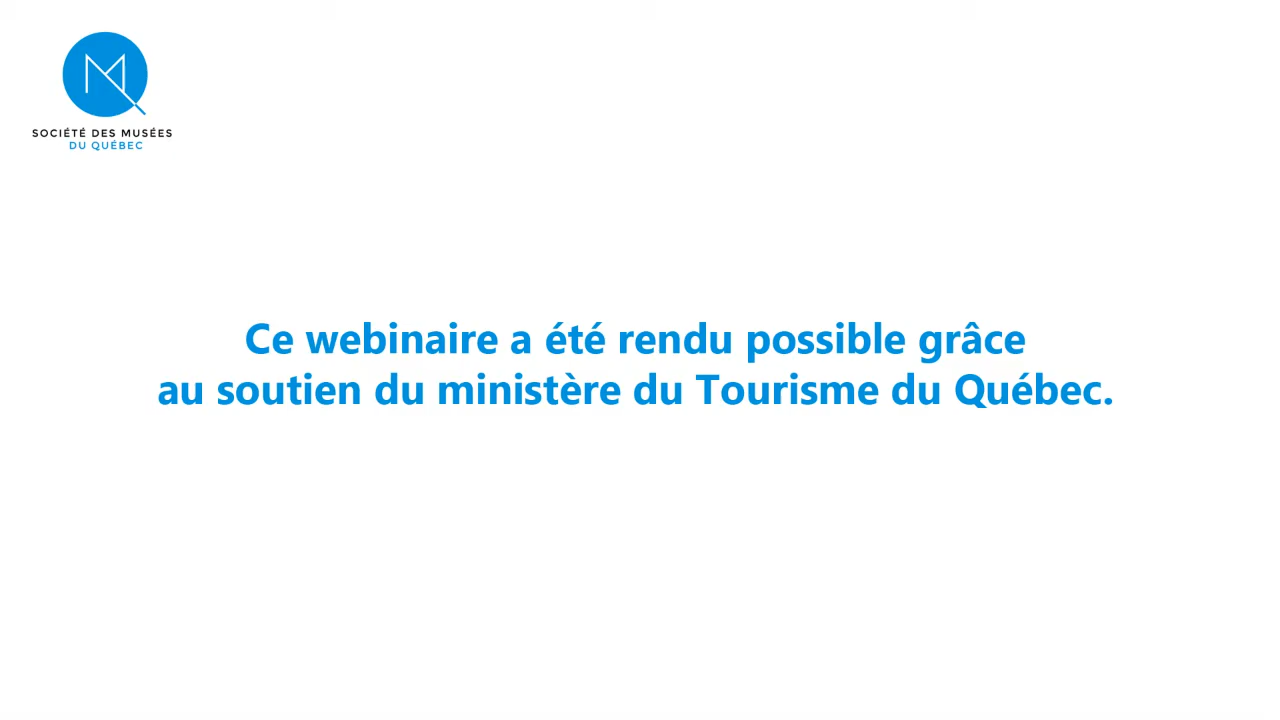 SOCIÉTÉ DES MUSÉES
DU QUÉBEC
Ce webinaire a été rendu possible grâce
au soutien du ministère du Tourisme du Québec.